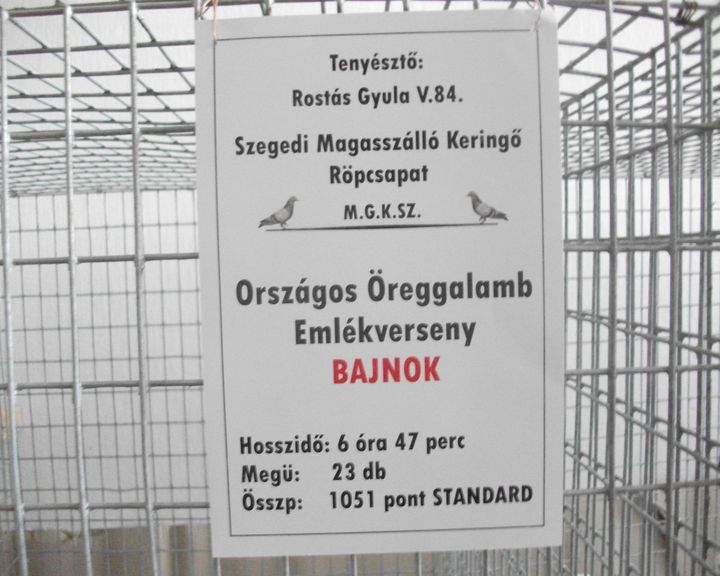 Tenyésztő:
Rostás Gyula V.84.
Szegedi Magasszálló Keringő
Röpcsapat
M.G.K.SZ.
Országos Öreggalamb
Emlékverseny
BAJNOK
Hosszidő: 6 óra 47 perc
Megü: 23 db
Összp: 1051 pont STANDARD